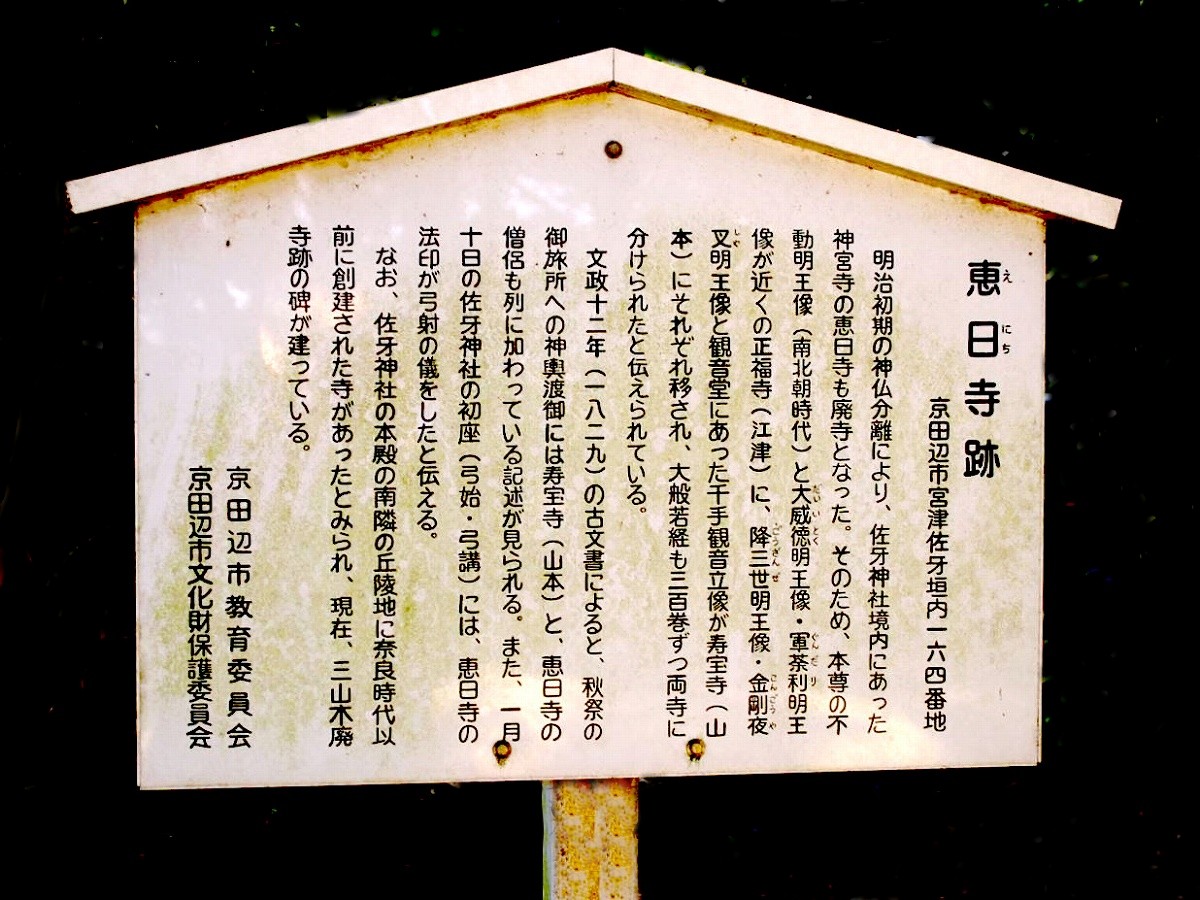 恵日寺跡
京田辺市宮津佐牙垣内一六四番地
明治初期の神仏分離により、佐牙神社境内にあった
神宮寺の恵日寺も廃寺となった。そのため、本尊の不
動明王像（南北朝時代）と大威徳明王像・軍荼利明王
像が近くの正福寺（江津）に、降三世明王像・金剛夜
叉明王像と観音堂にあった千手観音立像が寿宝寺（山
本）にそれぞれ移され、大般若経も三百巻ずつ両寺に
分けられたと伝えられている。
文政十二年（一八二九）の古文書によると、秋祭の
御旅所への神輿渡御には寿宝寺（山本）と、恵日寺の
僧侶も列に加わっている記述が見られる。また、一月
十日の佐牙神社の初座（弓始・弓講）には、恵日寺の
法印が弓射の儀をしたと伝える。
なお、佐牙神社の本殿の南隣の丘陵地に奈良時代以
前に創建された寺があったとみられ、現在、三山木廃
寺跡の碑が建っている。
京田辺市教育委員会
京田辺市文化財保護委員会